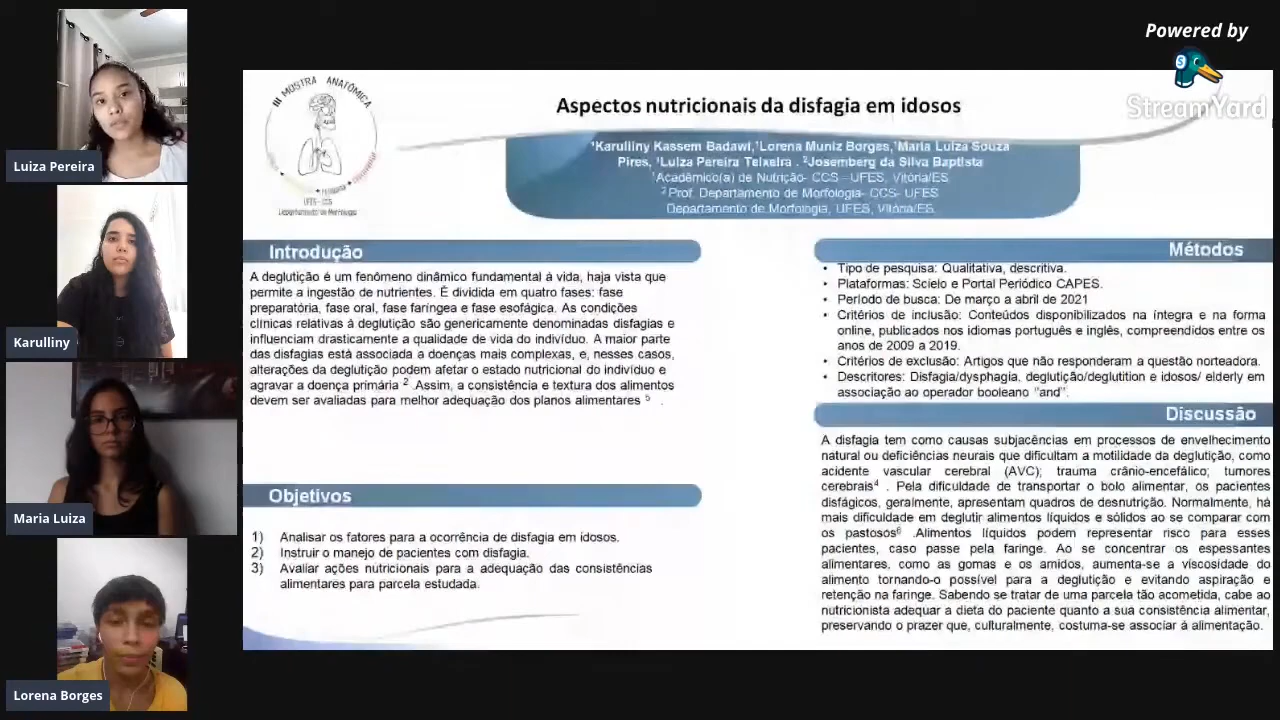 Powered by
StreamYard
Luiza Pereira
Karulliny
Maria Luiza
Lorena Borges
III MOSTRA ANATÔMICA
UFES - CCS
Departamento de Morfologia
Aspectos nutricionais da disfagia em idosos
¹Karulliny Kassem Badawi,¹Lorena Muniz Borges,¹Maria Luiza Souza
Pires, ¹Luiza Pereira Teixeira . ²Josemberg da Silva Baptista
¹Acadêmico(a) de Nutrição- CCS - UFES, Vitória/ES
² Prof. Departamento de Morfologia- CCS- UFES
Departamento de Morfologia, UFES, Vitória/ES.
Introdução
A deglutição é um fenômeno dinâmico fundamental à vida, haja vista que
permite a ingestão de nutrientes. É dividida em quatro fases: fase
preparatória, fase oral, fase faríngea e fase esofágica. As condições
clínicas relativas à deglutição são genericamente denominadas disfagias e
influenciam drasticamente a qualidade de vida do indivíduo. A maior parte
das disfagias está associada a doenças mais complexas, e, nesses casos,
alterações da deglutição podem afetar o estado nutricional do indivíduo e
agravar a doença primária ² .Assim, a consistência e textura dos alimentos
devem ser avaliadas para melhor adequação dos planos alimentares ⁵ .
Objetivos
1) Analisar os fatores para a ocorrência de disfagia em idosos.
2) Instruir o manejo de pacientes com disfagia.
3) Avaliar ações nutricionais para a adequação das consistências
alimentares para parcela estudada.
Métodos
• Tipo de pesquisa: Qualitativa, descritiva.
• Plataformas: Scielo e Portal Periódico CAPES.
• Período de busca: De março a abril de 2021
• Critérios de inclusão: Conteúdos disponibilizados na íntegra e na forma
online, publicados nos idiomas português e inglês, compreendidos entre os
anos de 2009 a 2019.
• Critérios de exclusão: Artigos que não responderam a questão norteadora.
• Descritores: Disfagia/dysphagia, deglutição/deglutition e idosos/ elderly em
associação ao operador booleano "and".
Discussão
A disfagia tem como causas subjacências em processos de envelhecimento
natural ou deficiências neurais que dificultam a motilidade da deglutição, como
acidente vascular cerebral (AVC); trauma crânio-encefálico; tumores
cerebrais⁴ . Pela dificuldade de transportar o bolo alimentar, os pacientes
disfágicos, geralmente, apresentam quadros de desnutrição. Normalmente, há
mais dificuldade em deglutir alimentos líquidos e sólidos ao se comparar com
os pastosos⁶ .Alimentos líquidos podem representar risco para esses
pacientes, caso passe pela faringe. Ao se concentrar os espessantes
alimentares, como as gomas e os amidos, aumenta-se a viscosidade do
alimento tornando-o possível para a deglutição e evitando aspiração e
retenção na faringe. Sabendo se tratar de uma parcela tão acometida, cabe ao
nutricionista adequar a dieta do paciente quanto a sua consistência alimentar,
preservando o prazer que, culturalmente, costuma-se associar à alimentação.